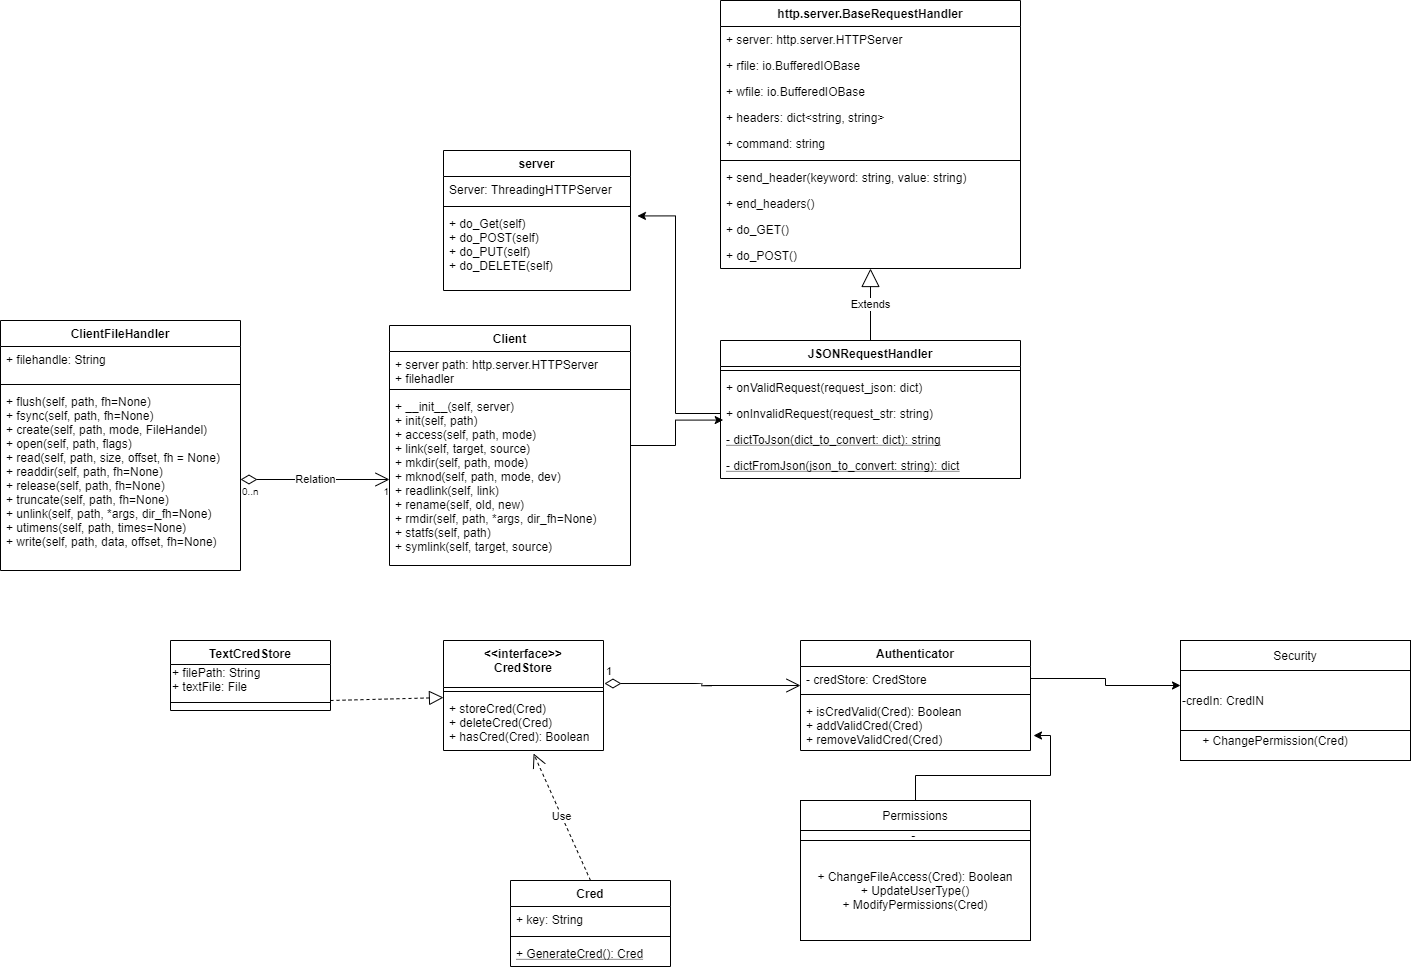 http.server.BaseRequestHandler
+ server: http.server.HTTPServer
+ rfile: io.BufferedIOBase
+ wfile: io.BufferedIOBase
+ headers: dict<string, string>
+ command: string
+ send_header(keyword: string, value: string)
+ end_headers()
+ do_GET()
+ do_POST()
server
Server: ThreadingHTTPServer
+ do_Get(self)
+ do_POST(self)
+ do_PUT(self)
+ do_DELETE(self)
Extends
ClientFileHandler
+ filehandle: String
+ flush(self, path, fh=None)
+ fsync(self, path, fh=None)
+ create(self, path, mode, FileHandel)
+ open(self, path, flags)
+ read(self, path, size, offset, fh = None)
+ readdir(self, path, fh=None)
+ release(self, path, fh=None)
+ truncate(self, path, fh=None)
+ unlink(self, path, *args, dir_fh=None)
+ utimens(self, path, times=None)
+ write(self, path, data, offset, fh=None)
0..n
Relation
1
Client
+ server path: http.server.HTTPServer
+ filehadler
+ __init__(self, server)
+ init(self, path)
+ access(self, path, mode)
+ link(self, target, source)
+ mkdir(self, path, mode)
+ mknod(self, path, mode, dev)
+ readlink(self, link)
+ rename(self, old, new)
+ rmdir(self, path, *args, dir_fh=None)
+ statfs(self, path)
+ symlink(self, target, source)
JSONRequestHandler
+ onValidRequest(request_json: dict)
+ onInvalidRequest(request_str: string)
- dictToJson(dict_to_convert: dict): string
- dictFromJson(json_to_convert: string): dict
TextCredStore
+ filePath: String
+ textFile: File
<<interface>>
CredStore
+ storeCred(Cred)
+ deleteCred(Cred)
+ hasCred(Cred): Boolean
1
Authenticator
- credStore: CredStore
+ isCredValid(Cred): Boolean
+ addValidCred(Cred)
+ removeValidCred(Cred)
Security
-credIn: CredIN
+ ChangePermission(Cred)
Use
Permissions
-
+ ChangeFileAccess(Cred): Boolean
+ UpdateUserType()
+ ModifyPermissions(Cred)
Cred
+ key: String
+ GenerateCred(): Cred